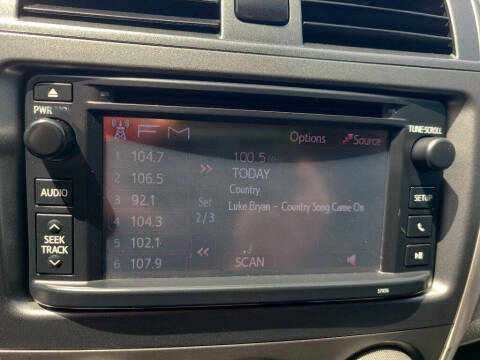 PWR
FM
Options
Source
TUNE•SCROLL
1 104.7
2 106.5
3 92.1
4 104.3
5 102.1
6 107.9
>>
Set
2/3
<<
100.5
TODAY
Country
Luke Bryan - Country Song Came On
SCAN
AUDIO
SEEK
TRACK
SETUP